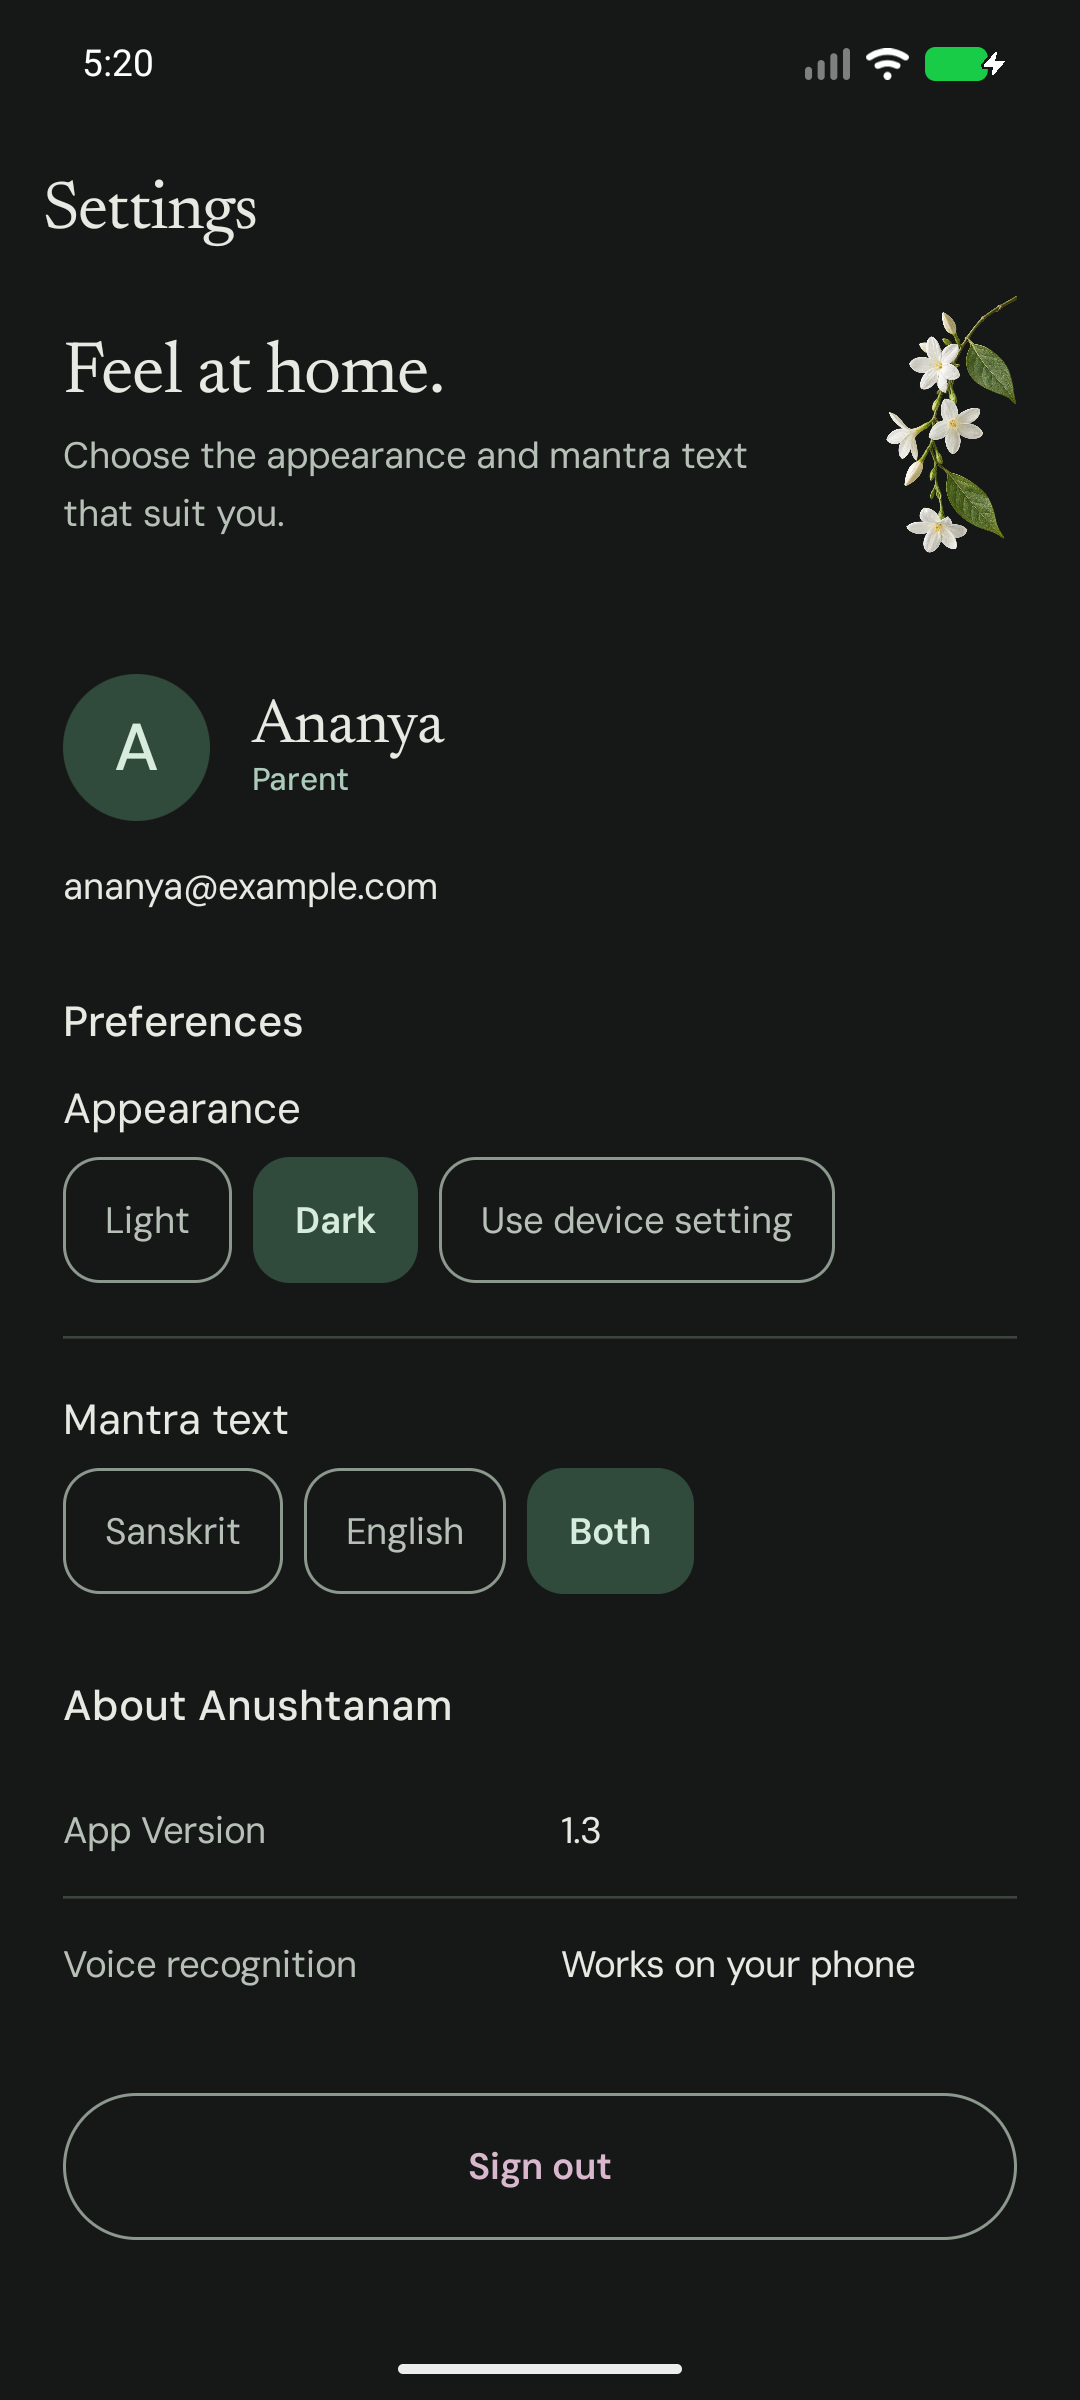 5:20
Settings
Feel at home.
Choose the appearance and mantra text
that suit you.
A
Ananya
Parent
ananya@example.com
Preferences
Appearance
Light Dark Use device setting
Mantra text
Sanskrit English Both
About Anushtanam
App Version 1.3
Voice recognition Works on your phone
Sign out